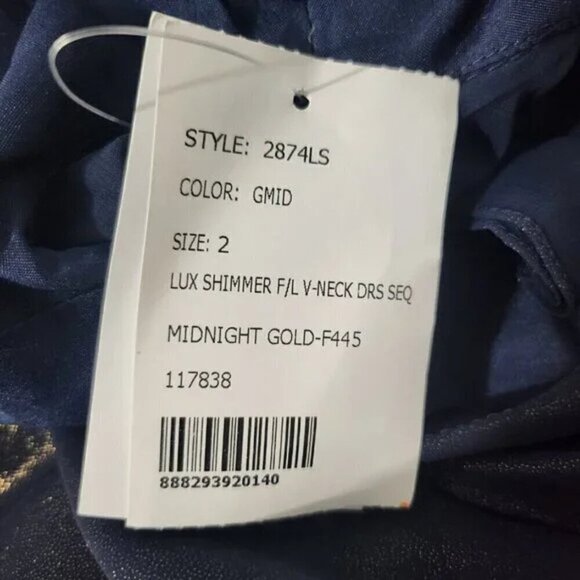 STYLE: 2874LS
COLOR: GMID
SIZE: 2
LUX SHIMMER F/L V-NECK DRS SEQ
MIDNIGHT GOLD-F445
117838
888293920140